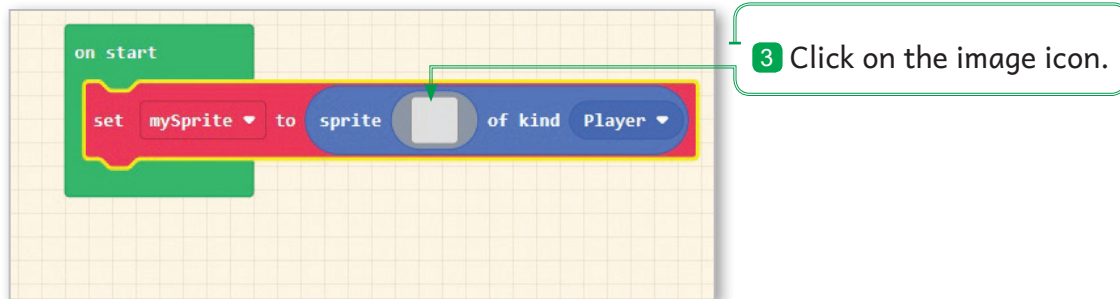 on start
set mySprite to sprite of kind Player
3 Click on the image icon.